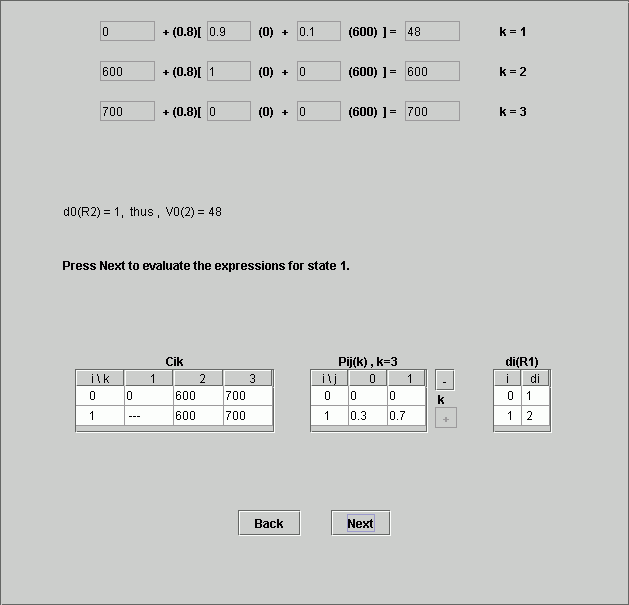 0 + (0.8)[ 0.9 (0) + 0.1 (600) ] = 48 k = 1
600 + (0.8)[ 1 (0) + 0 (600) ] = 600 k = 2
700 + (0.8)[ 0 (0) + 0 (600) ] = 700 k = 3
d0(R2) = 1, thus , V0(2) = 48
Press Next to evaluate the expressions for state 1.
Cik Pij(k) , k=3 di(R1)
i \ k 1 2 3 i \ j 0 1 - i di
0 0 600 700 0 0 0 k 0 1
1 --- 600 700 1 0.3 0.7 + 1 2
Back Next